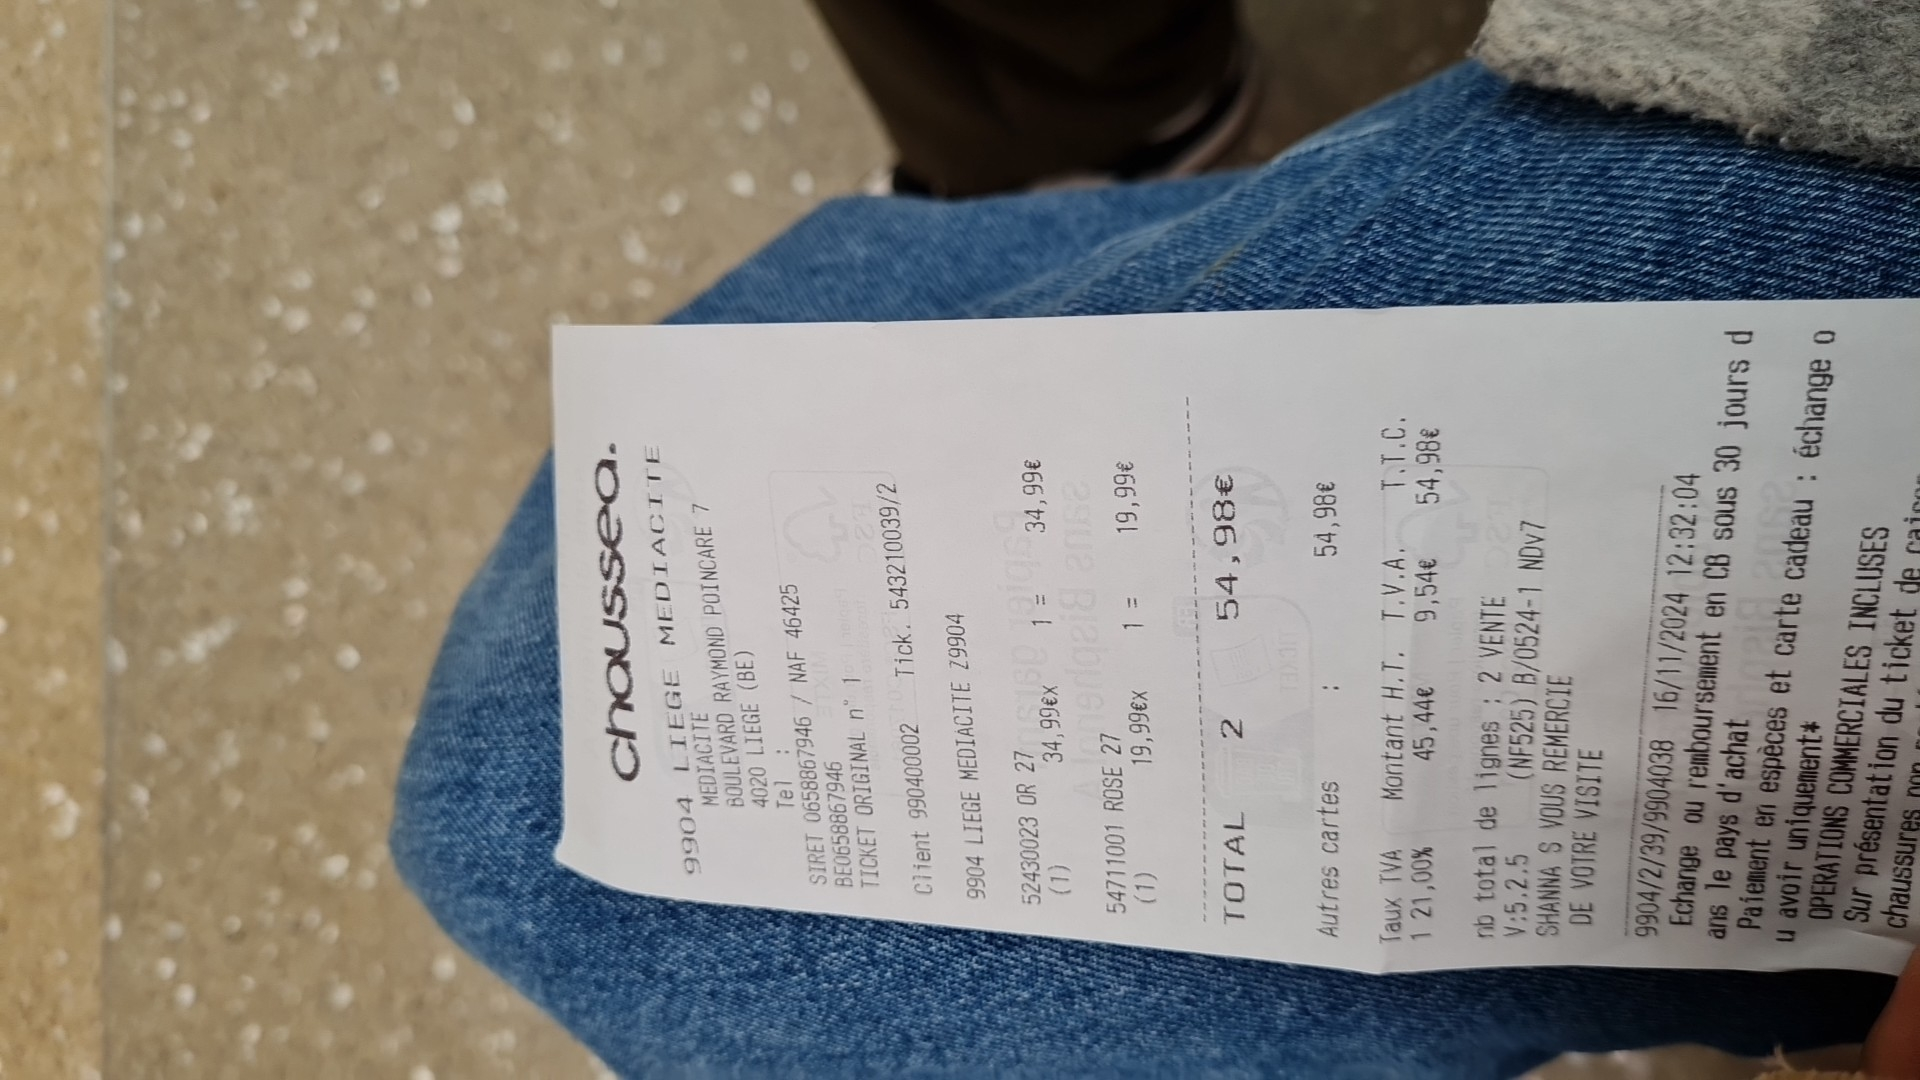 chaussea.
9904 LIEGE MEDIACITE
MEDIACITE
BOULEVARD RAYMOND POINCARE 7
4020 LIEGE (BE)
Tel :
SIRET 0658867946 / NAF 46425
BE0658867946
TICKET ORIGINAL n° 1
Client 990400002 Tick. 543210039/2
9904 LIEGE MEDIACITE Z9904
52430023 OR 27
(1) 34,99€x 1 = 34,99€
54711001 ROSE 27
(1) 19,99€x 1 = 19,99€
TOTAL 2 54,98€
Autres cartes : 54,98€
Taux TVA Montant H.T. T.V.A. T.T.C.
1 21,00% 45,44€ 9,54€ 54,98€
nb total de lignes : 2 VENTE
V:5.2.5 (NF525) B/0524-1 NDv7
SHANNA S VOUS REMERCIE
DE VOTRE VISITE
9904/2/39/9904038 16/11/2024 12:32:04
Echange ou remboursement en CB sous 30 jours d
ans le pays d'achat
Paiement en espèces et carte cadeau : échange o
u avoir uniquement*
OPERATIONS COMMERCIALES INCLUSES
Sur présentation du ticket de caisse
chaussures non